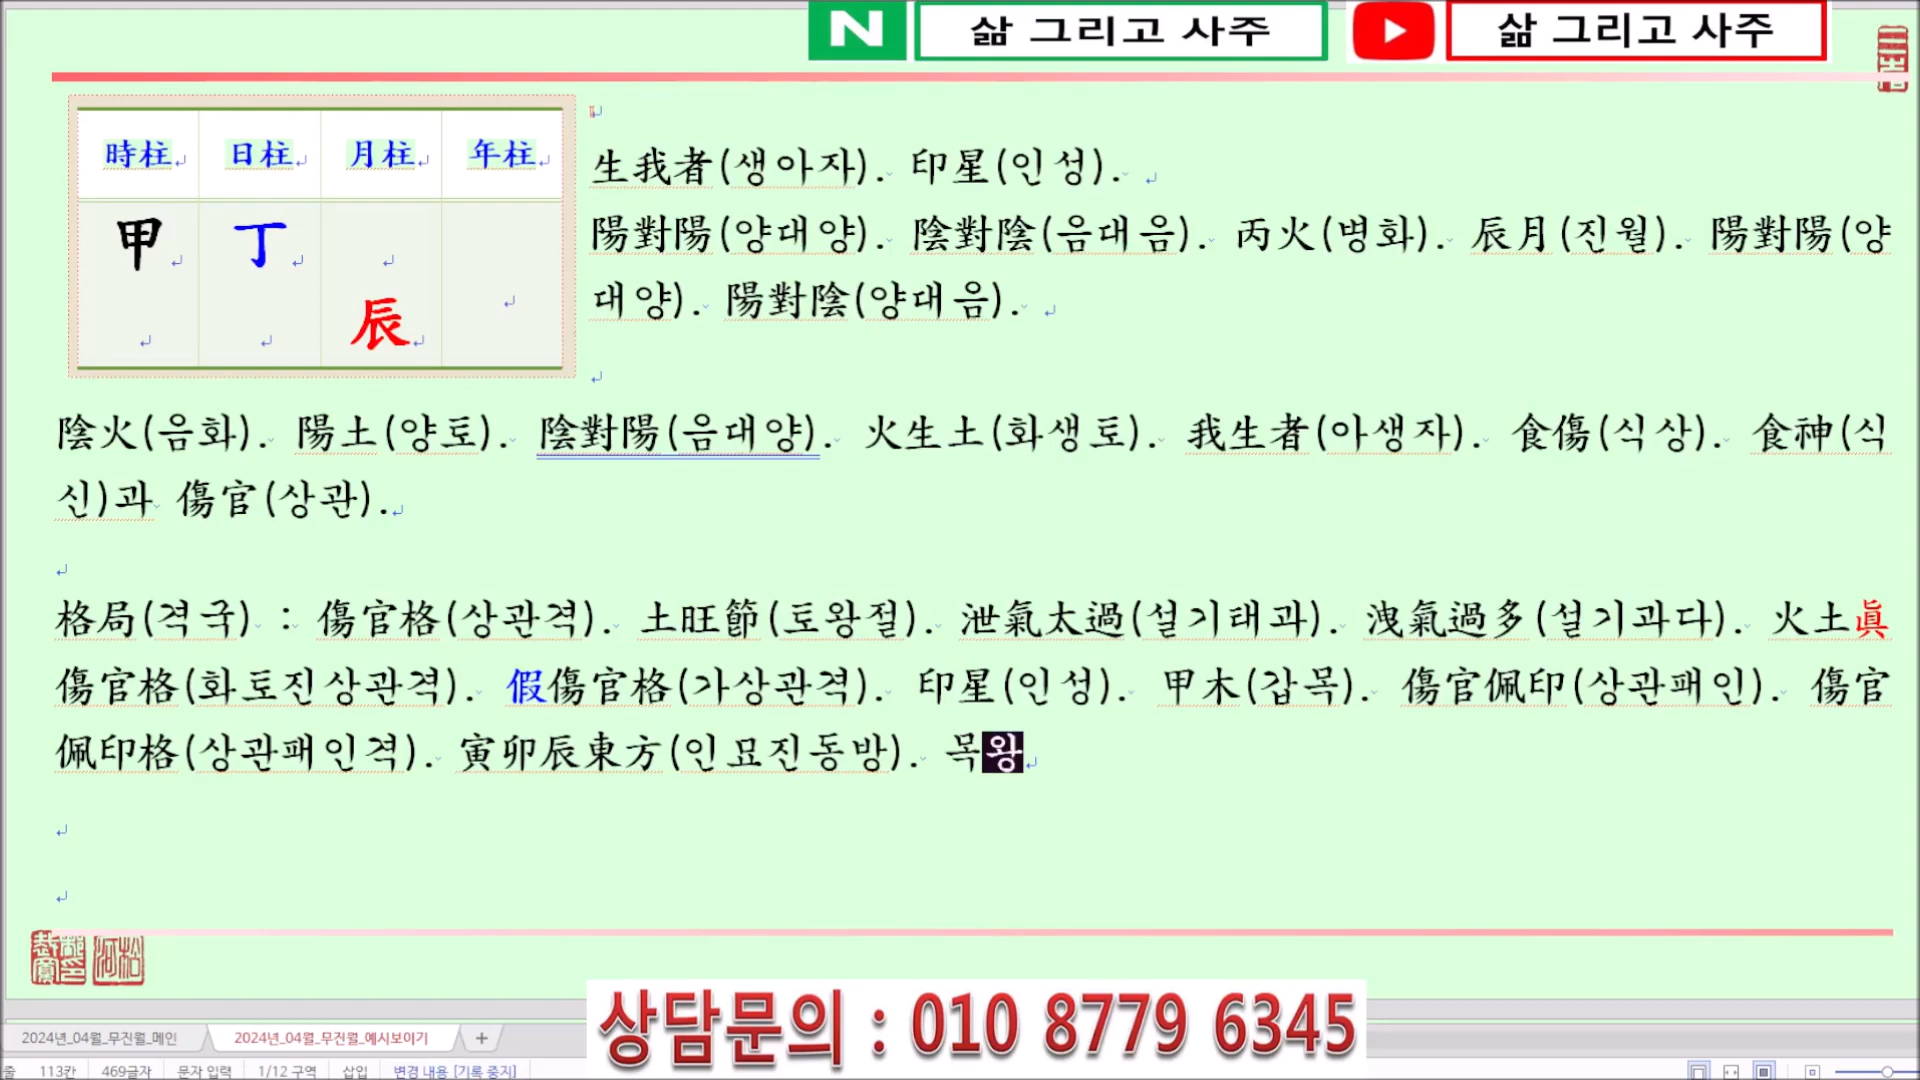 N 삶 그리고 사주 삶 그리고 사주
時柱 日柱 月柱 年柱
甲 丁
辰
生我者(생아자). 印星(인성).
陽對陽(양대양). 陰對陰(음대음). 丙火(병화). 辰月(진월). 陽對陽(양
대양). 陽對陰(양대음).
陰火(음화). 陽土(양토). 陰對陽(음대양). 火生土(화생토). 我生者(아생자). 食傷(식상). 食神(식
신)과 傷官(상관).
格局(격국) : 傷官格(상관격). 土旺節(토왕절). 泄氣太過(설기태과). 洩氣過多(설기과다). 火土眞
傷官格(화토진상관격). 假傷官格(가상관격). 印星(인성). 甲木(갑목). 傷官佩印(상관패인). 傷官
佩印格(상관패인격). 寅卯辰東方(인묘진동방). 목왕
상담문의 : 010 8779 6345
2024년_04월_무진월_메인 2024년_04월_무진월_예시보이기 +
줄 113칸 469글자 문자 입력 1/12 구역 삽입 변경 내용 [기록 중지]